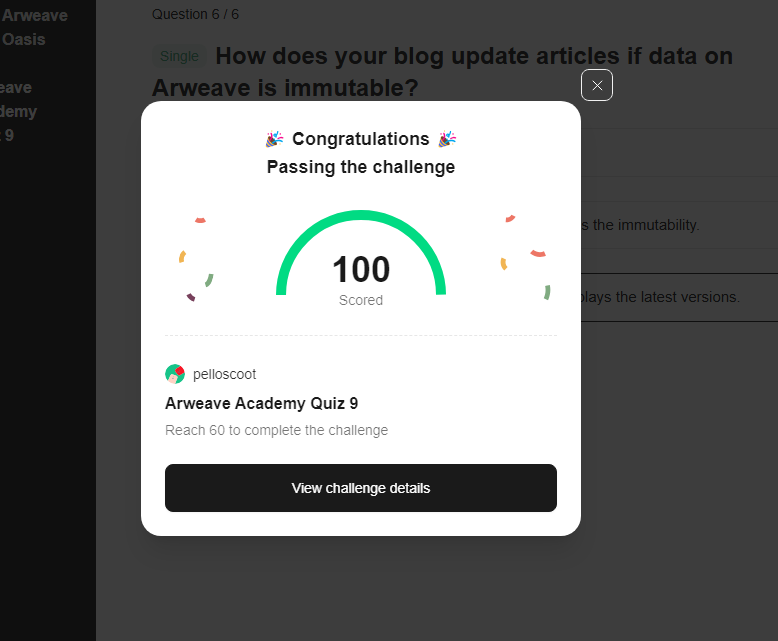 Arweave
Oasis
eave
demy
9
Question 6 / 6
Single How does your blog update articles if data on
Arweave is immutable?
s the immutability.
plays the latest versions.
Congratulations
Passing the challenge
100
Scored
pelloscoot
Arweave Academy Quiz 9
Reach 60 to complete the challenge
View challenge details